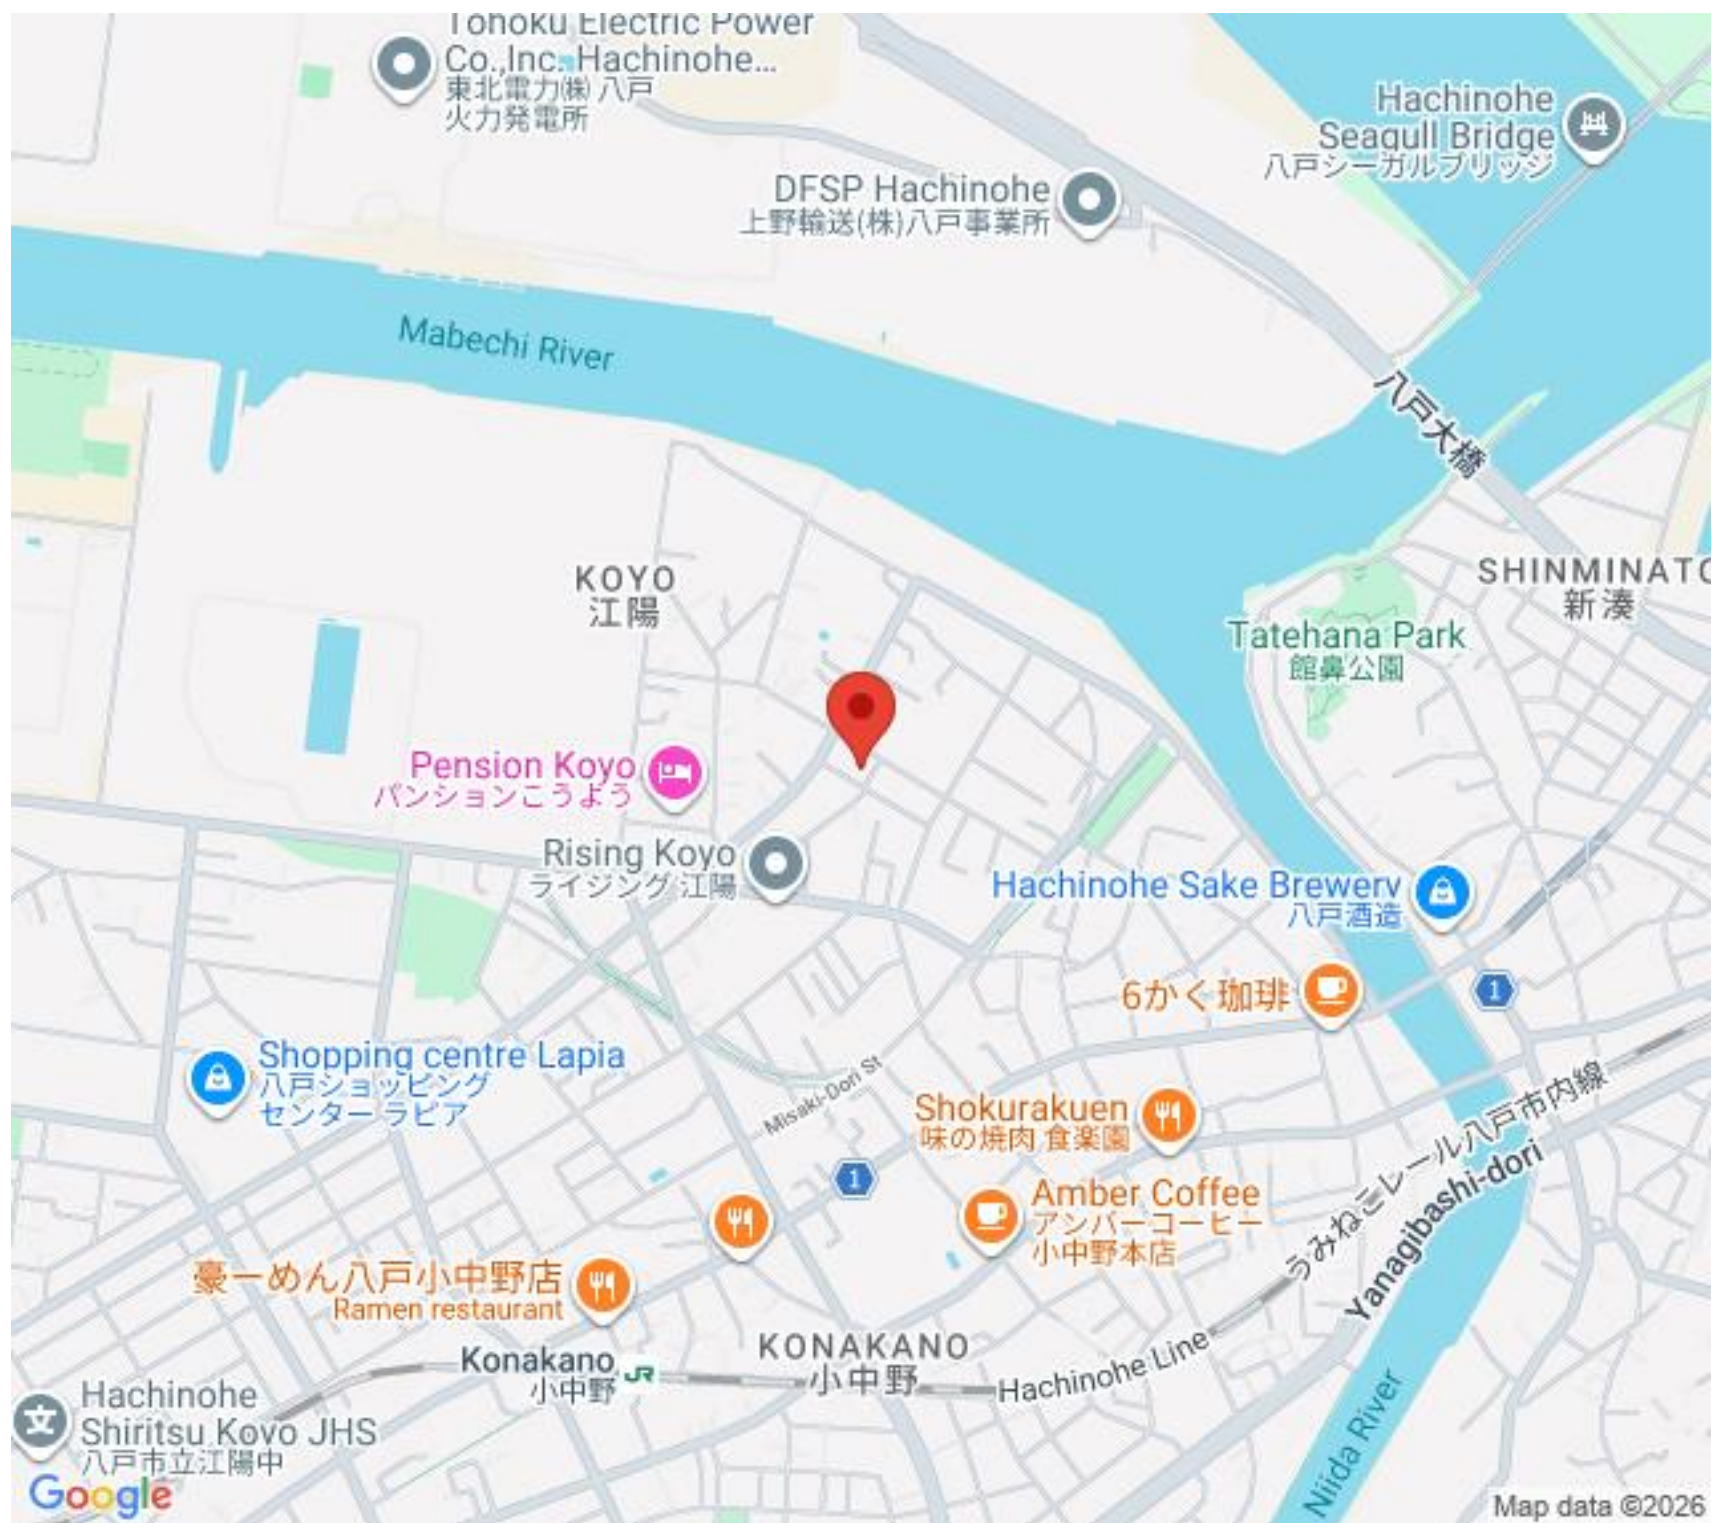 Tohoku Electric Power
Co.,Inc. Hachinohe...
東北電力㈱ 八戸
火力発電所
Hachinohe
Seagull Bridge
八戸シーガルブリッジ
DFSP Hachinohe
上野輸送(株)八戸事業所
Mabechi River
八戸大橋
KOYO
江陽
SHINMINATO
新湊
Tatehana Park
館鼻公園
Pension Koyo
パンションこうよう
Rising Koyo
ライジング 江陽
Hachinohe Sake Brewery
八戸酒造
6かく珈琲
1
Shopping centre Lapia
八戸ショッピング
センター ラピア
Misaki-Dori St
Shokurakuen
味の焼肉 食楽園
うみねこレール八戸市内線
1
Yanagibashi-dori
Amber Coffee
アンバーコーヒー
小中野本店
豪ーめん八戸小中野店
Ramen restaurant
KONAKANO
小中野
Konakano
小中野
JR
Hachinohe Line
Hachinohe
Shiritsu Koyo JHS
八戸市立江陽中
文
Niida River
Google
Map data ©2026